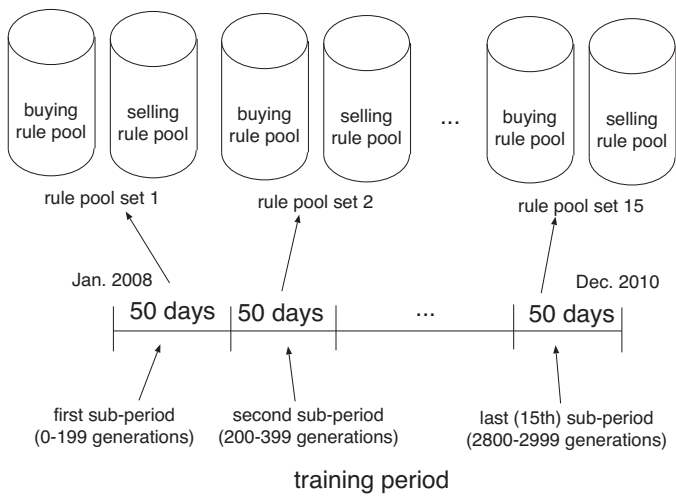 buying
rule pool
selling
rule pool
buying
rule pool
selling
rule pool
...
buying
rule pool
selling
rule pool
rule pool set 1
rule pool set 2
rule pool set 15
Jan. 2008
Dec. 2010
50 days
50 days
...
50 days
first sub-period
(0-199 generations)
second sub-period
(200-399 generations)
last (15th) sub-period
(2800-2999 generations)
training period